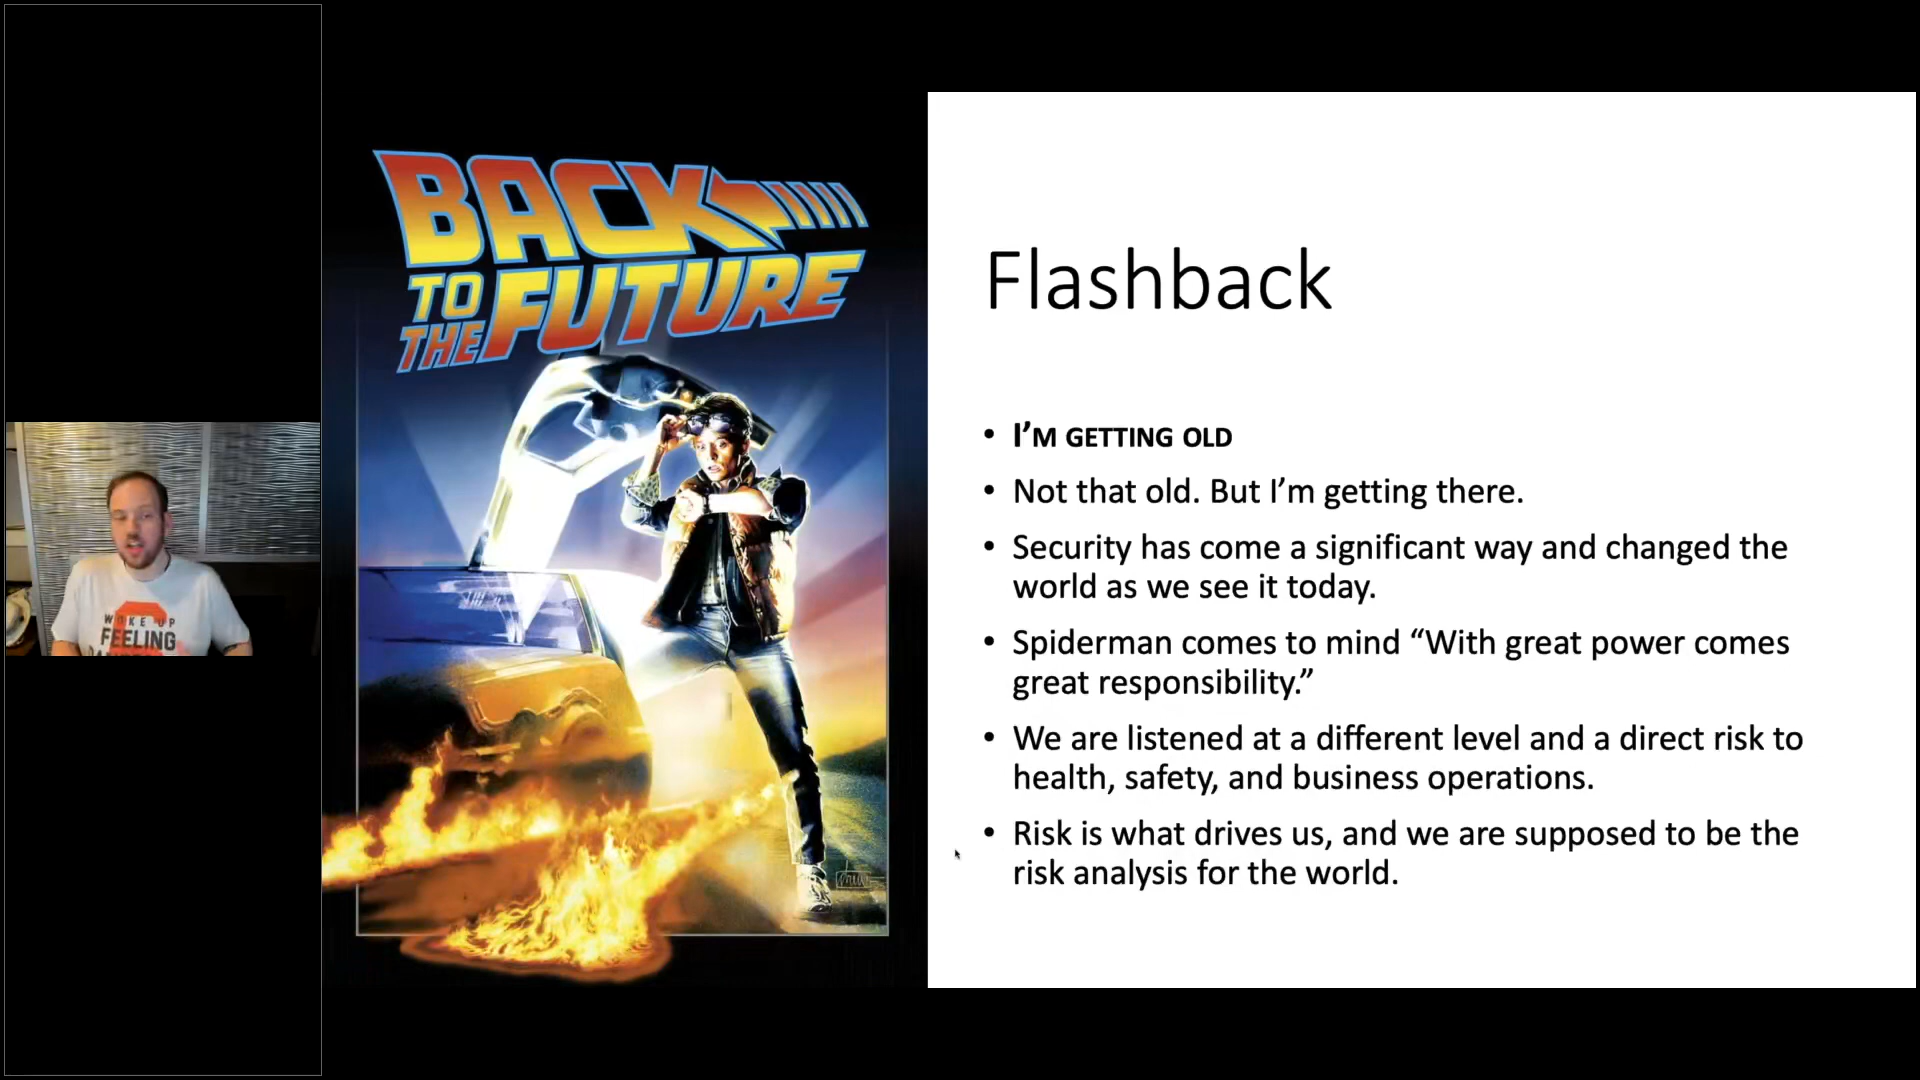 BACK
TO
THE FUTURE
Flashback
• I'M GETTING OLD
• Not that old. But I'm getting there.
• Security has come a significant way and changed the
world as we see it today.
• Spiderman comes to mind “With great power comes
great responsibility.”
• We are listened at a different level and a direct risk to
health, safety, and business operations.
• Risk is what drives us, and we are supposed to be the
risk analysis for the world.
WOKE UP
FEELING